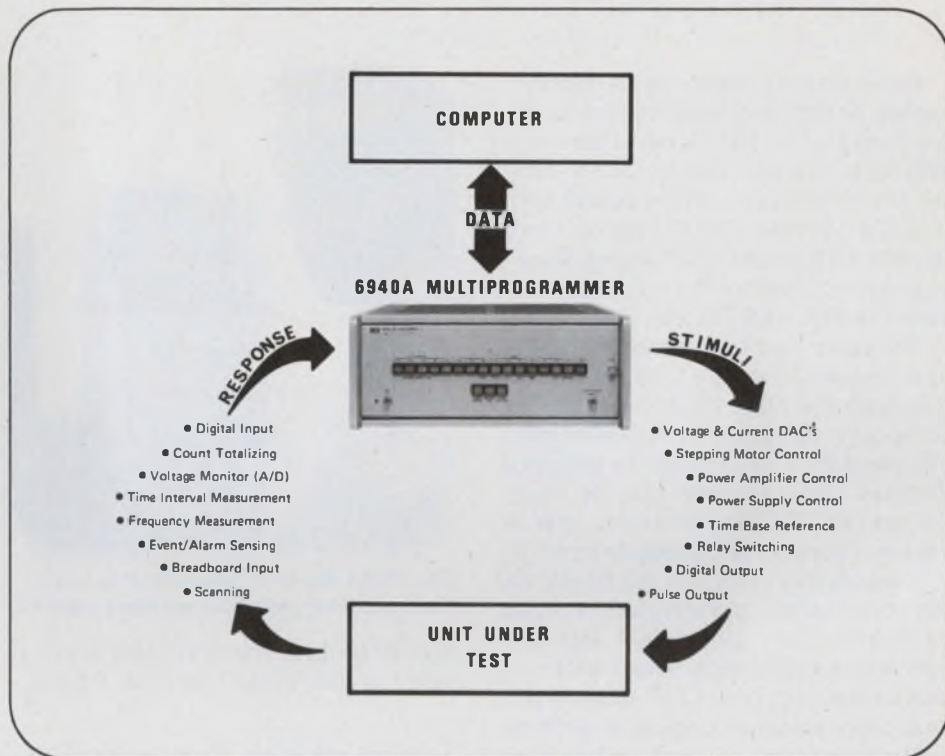 COMPUTER
DATA
6940A MULTIPROGRAMMER
RESPONSE
STIMULI
• Digital Input
• Count Totalizing
• Voltage Monitor (A/D)
• Time Interval Measurement
• Frequency Measurement
• Event/Alarm Sensing
• Breadboard Input
• Scanning
• Voltage & Current DAC's
• Stepping Motor Control
• Power Amplifier Control
• Power Supply Control
• Time Base Reference
• Relay Switching
• Digital Output
• Pulse Output
UNIT UNDER
TEST